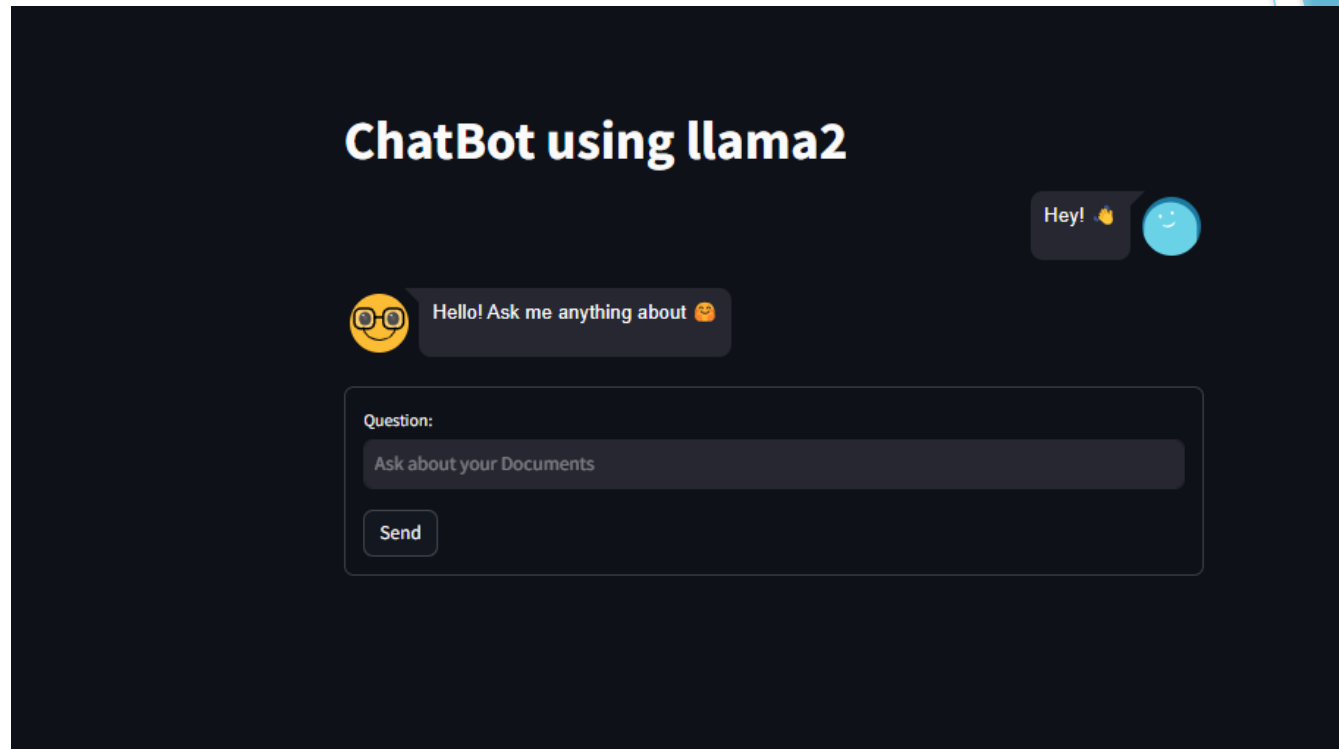 ChatBot using llama2
Hey! 👋
Hello! Ask me anything about 🤗
Question:
Ask about your Documents
Send